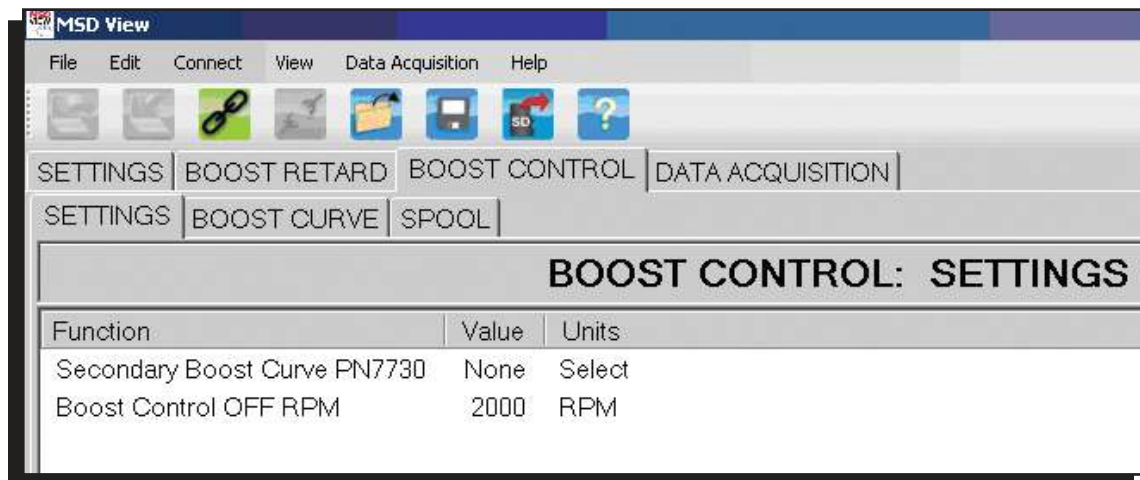 MSD View
File Edit Connect View Data Acquisition Help
SD ?
SETTINGS BOOST RETARD BOOST CONTROL DATA ACQUISITION
SETTINGS BOOST CURVE SPOOL
BOOST CONTROL: SETTINGS
Function Value Units
Secondary Boost Curve PN7730 None Select
Boost Control OFF RPM 2000 RPM